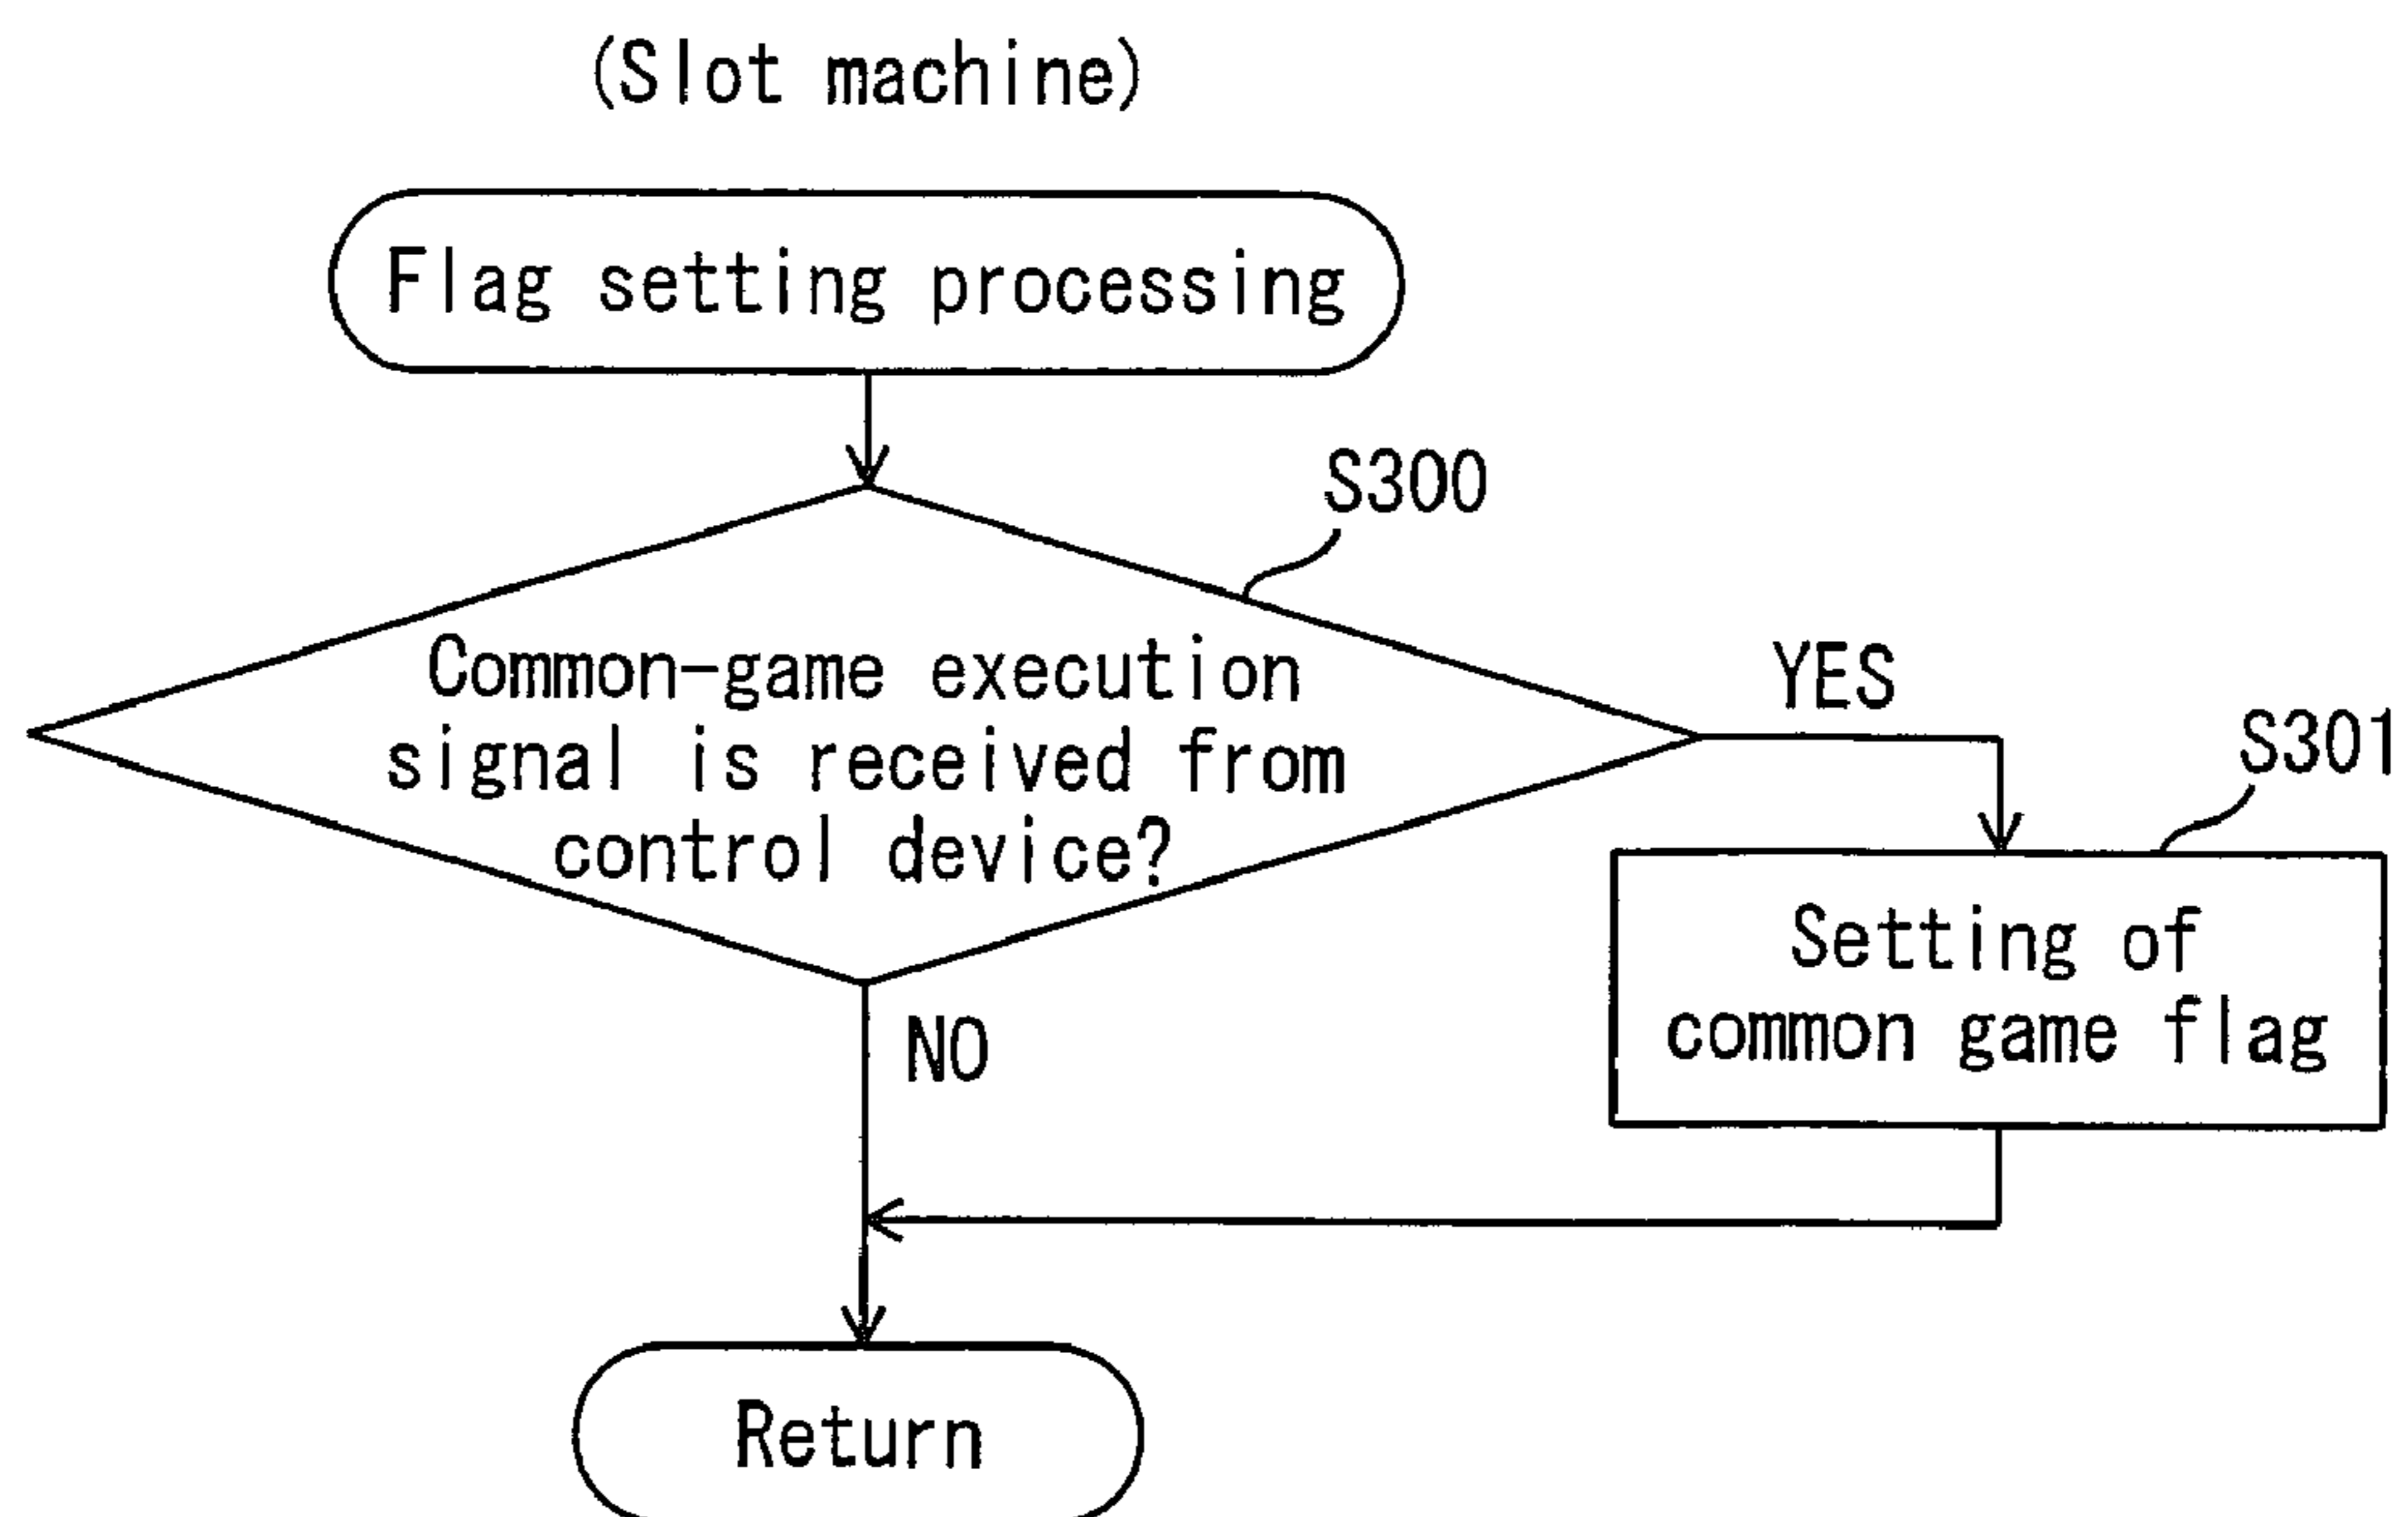 (Slot machine)
Flag setting processing
S300
Common-game execution
signal is received from
control device?
YES
S301
Setting of
common game flag
NO
Return